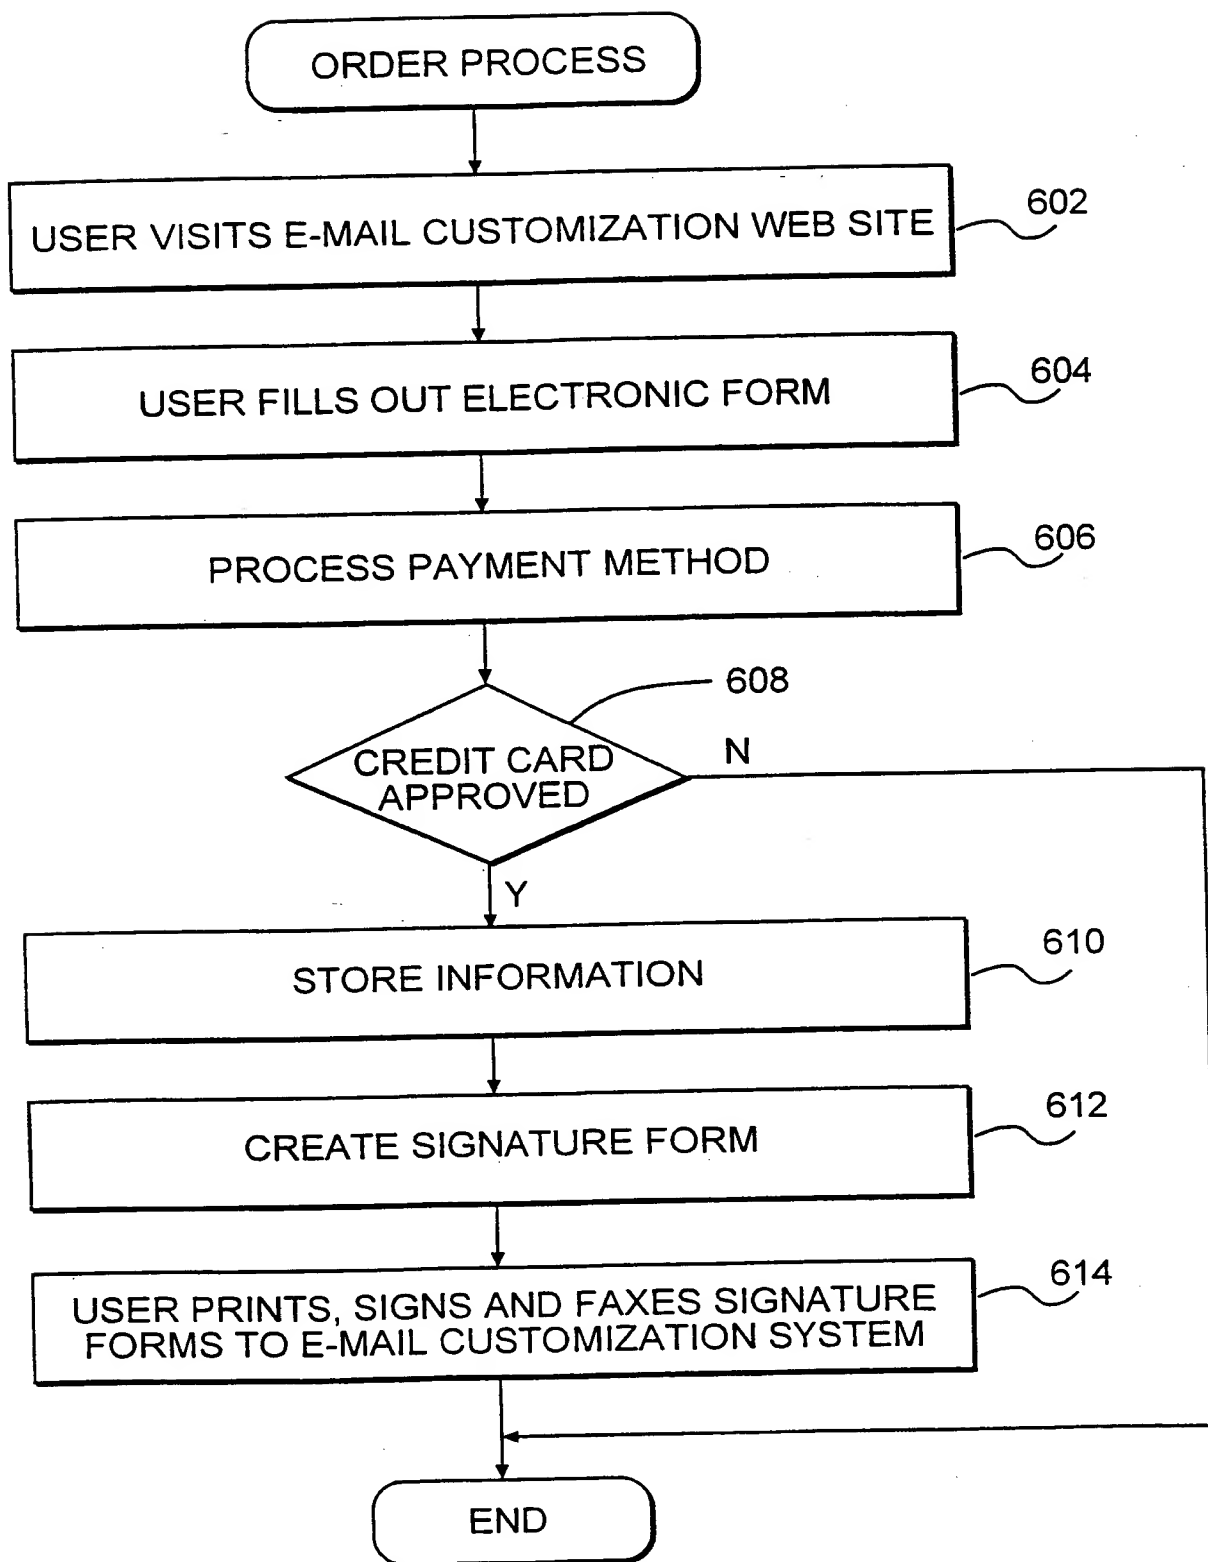 ORDER PROCESS
USER VISITS E-MAIL CUSTOMIZATION WEB SITE
602
USER FILLS OUT ELECTRONIC FORM
604
PROCESS PAYMENT METHOD
606
608
CREDIT CARD
APPROVED
N
Y
STORE INFORMATION
610
CREATE SIGNATURE FORM
612
USER PRINTS, SIGNS AND FAXES SIGNATURE
FORMS TO E-MAIL CUSTOMIZATION SYSTEM
614
END